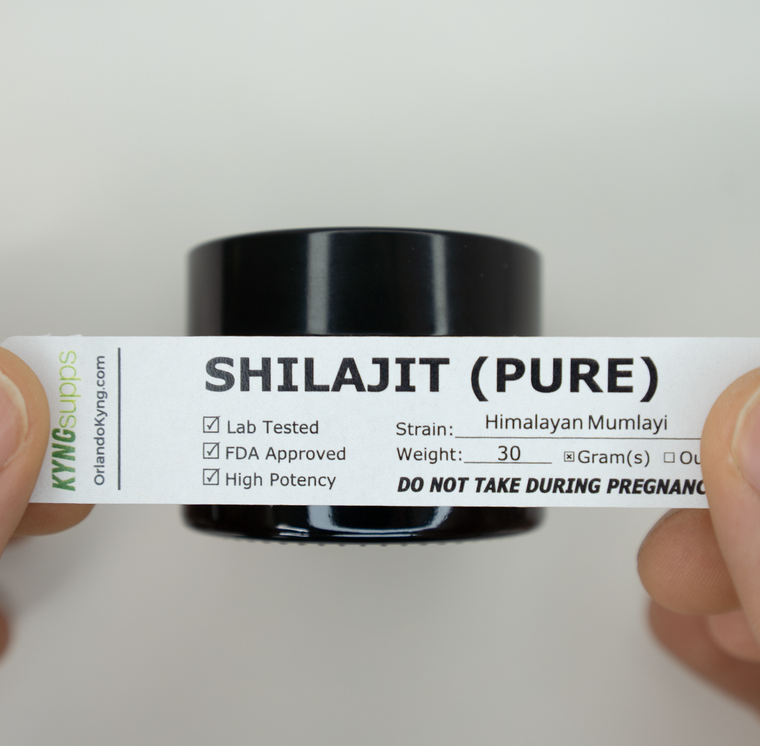 KYNGsupps
OrlandoKyng.com
SHILAJIT (PURE)
☑ Lab Tested
☑ FDA Approved
☑ High Potency
Strain: Himalayan Mumlayi
Weight: 30 ☒ Gram(s) ☐
DO NOT TAKE DURING